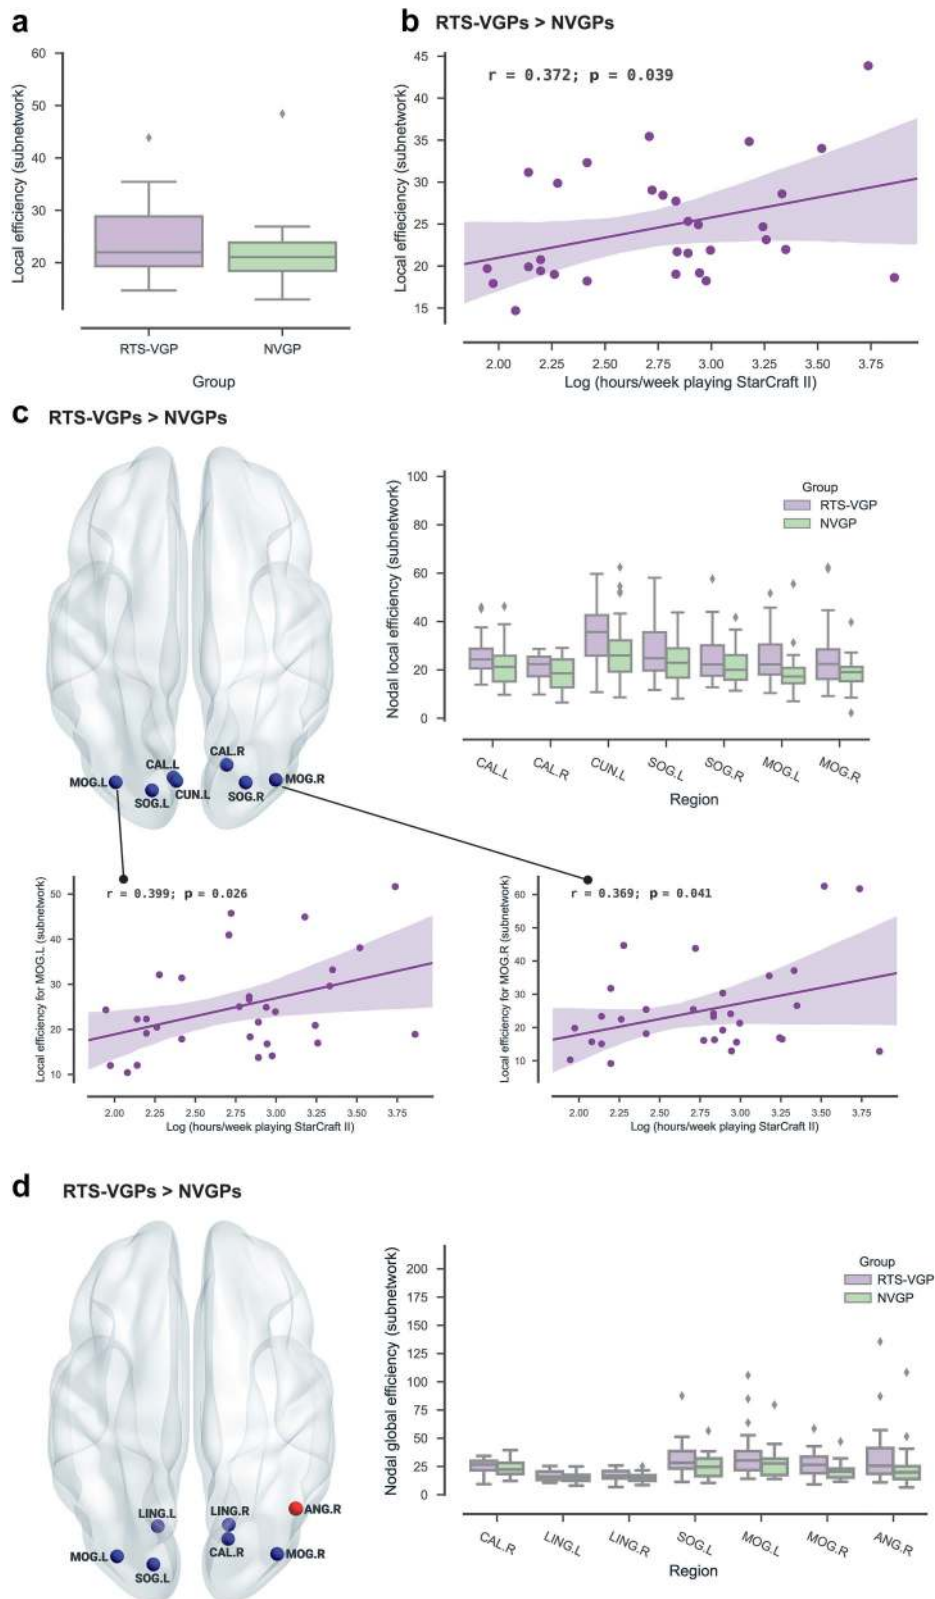 a
b RTS-VGPs > NVGPs
Local efficiency (subnetwork)
60
50
40
30
20
RTS-VGP NVGP
Group
Local effieciency (subnetwork)
45
40
35
30
25
20
15
r = 0.372; p = 0.039
2.00 2.25 2.50 2.75 3.00 3.25 3.50 3.75
Log (hours/week playing StarCraft II)
c RTS-VGPs > NVGPs
CAL.R
CAL.L
MOG.L
MOG.R
CUN.L
SOG.R
SOG.L
Nodal local efficiency (subnetwork)
100
80
60
40
20
0
Group
RTS-VGP
NVGP
CAL.L CAL.R CUN.L SOG.L SOG.R MOG.L MOG.R
Region
Local efficiency for MOG.L (subnetwork)
50
40
30
20
10
r = 0.399; p = 0.026
2.00 2.25 2.50 2.75 3.00 3.25 3.50 3.75
Log (hours/week playing StarCraft II)
Local efficiency for MOG.R (subnetwork)
60
50
40
30
20
10
r = 0.369; p = 0.041
2.00 2.25 2.50 2.75 3.00 3.25 3.50 3.75
Log (hours/week playing StarCraft II)
d RTS-VGPs > NVGPs
LING.L
LING.R
ANG.R
MOG.L
CAL.R
MOG.R
SOG.L
Nodal global efficiency (subnetwork)
200
175
150
125
100
75
50
25
0
Group
RTS-VGP
NVGP
CAL.R LING.L LING.R SOG.L MOG.L MOG.R ANG.R
Region